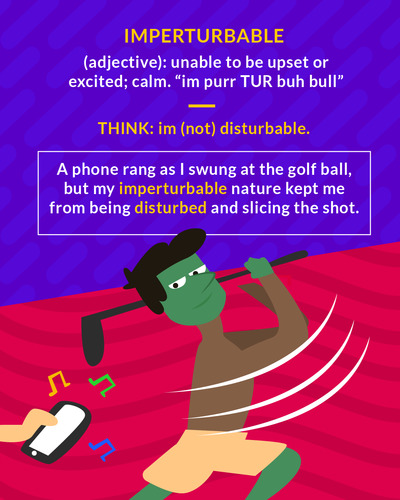 IMPERTURBABLE
(adjective): unable to be upset or
excited; calm. “im purr TUR buh bull”
THINK: im (not) disturbable.
A phone rang as I swung at the golf ball,
but my imperturbable nature kept me
from being disturbed and slicing the shot.